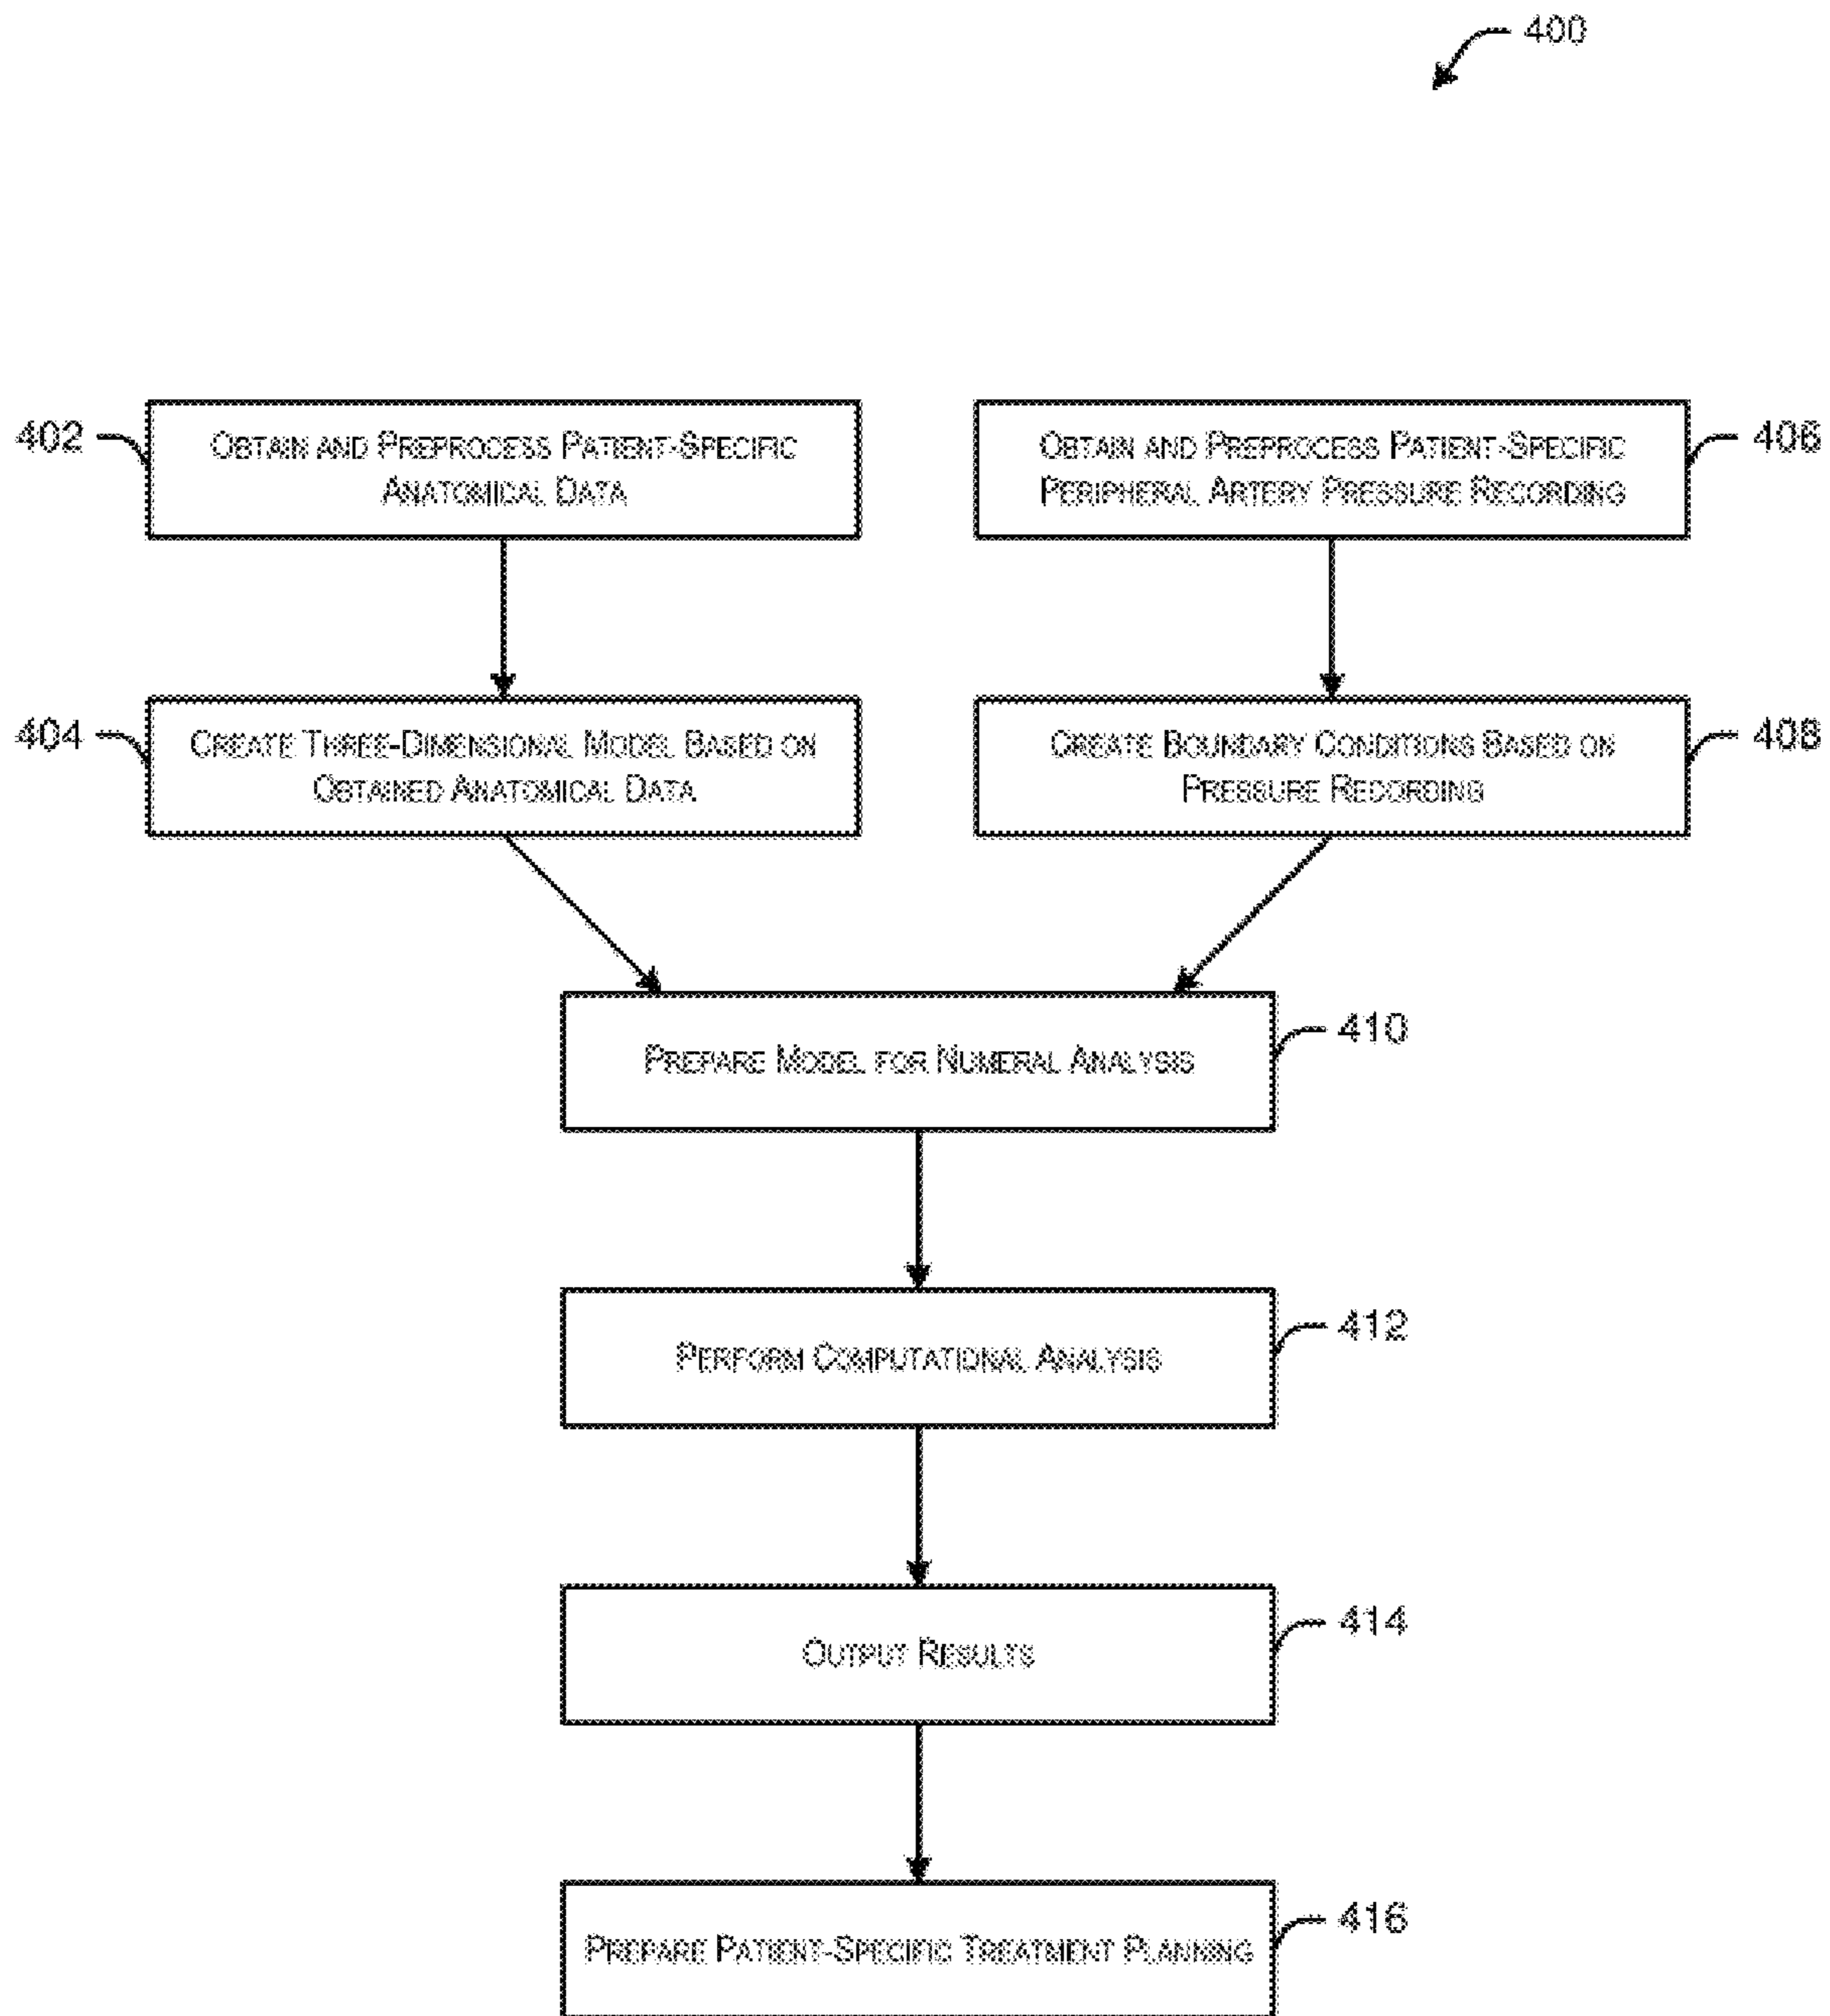 400
402
OBTAIN AND PREPROCESS PATIENT-SPECIFIC
ANATOMICAL DATA
OBTAIN AND PREPROCESS PATIENT-SPECIFIC
PERIPHERAL ARTERY PRESSURE RECORDING
406
404
CREATE THREE-DIMENSIONAL MODEL BASED ON
OBTAINED ANATOMICAL DATA
CREATE BOUNDARY CONDITIONS BASED ON
PRESSURE RECORDING
408
PREPARE MODEL FOR NUMERAL ANALYSIS
410
PERFORM COMPUTATIONAL ANALYSIS
412
OUTPUT RESULTS
414
PREPARE PATIENT-SPECIFIC TREATMENT PLANNING
416